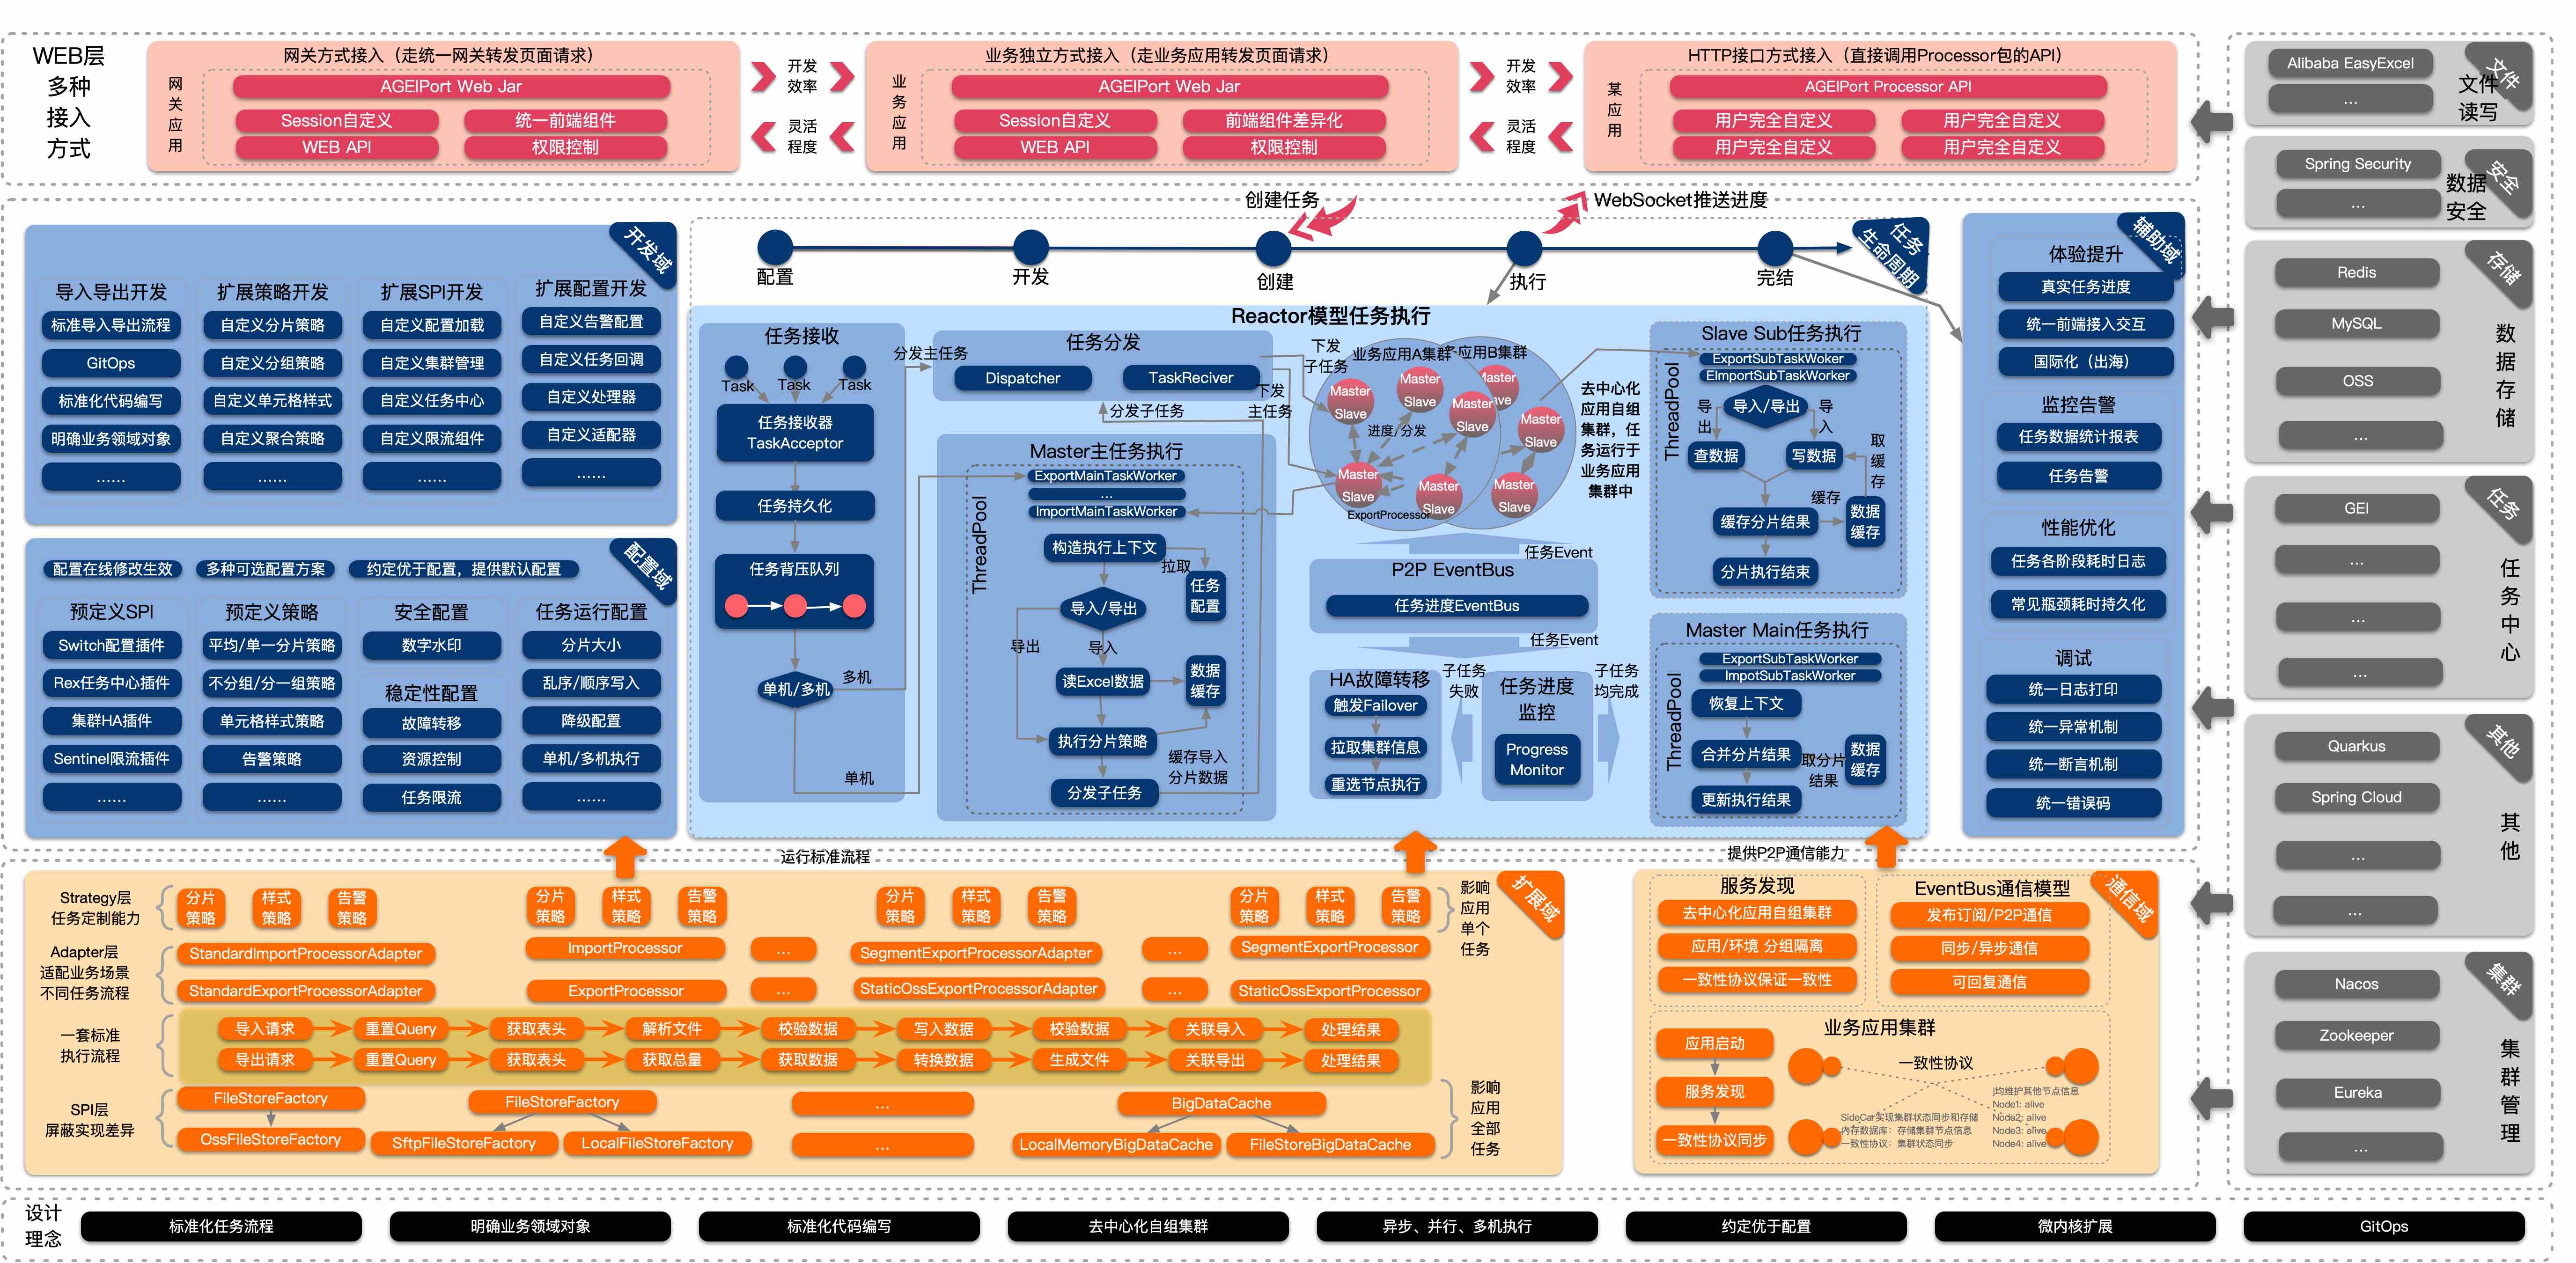 WEB层
多种
接入
方式
网关方式接入（走统一网关转发页面请求）
网
关
应
用
AGEIPort Web Jar
Session自定义
统一前端组件
WEB API
权限控制
开发
效率
灵活
程度
业务独立方式接入（走业务应用转发页面请求）
业
务
应
用
AGEIPort Web Jar
Session自定义
前端组件差异化
WEB API
权限控制
开发
效率
灵活
程度
HTTP接口方式接入（直接调用Processor包的API）
某
应
用
AGEIPort Processor API
用户完全自定义
用户完全自定义
用户完全自定义
用户完全自定义
开发域
导入导出开发
标准导入导出流程
GitOps
标准化代码编写
明确业务领域对象
……
扩展策略开发
自定义分片策略
自定义分组策略
自定义单元格样式
自定义聚合策略
……
扩展SPI开发
自定义配置加载
自定义集群管理
自定义任务中心
自定义限流组件
……
扩展配置开发
自定义告警配置
自定义任务回调
自定义处理器
自定义适配器
……
配置域
配置在线修改生效
多种可选配置方案
约定优于配置，提供默认配置
预定义SPI
Switch配置插件
Rex任务中心插件
集群HA插件
Sentinel限流插件
……
预定义策略
平均/单一分片策略
不分组/分一组策略
单元格样式策略
告警策略
……
安全配置
数字水印
稳定性配置
故障转移
资源控制
任务限流
任务运行配置
分片大小
乱序/顺序写入
降级配置
单机/多机执行
……
创建任务
WebSocket推送进度
任务
生命周期
配置
开发
创建
执行
完结
Reactor模型任务执行
任务接收
Task
Task
Task
任务接收器
TaskAcceptor
任务持久化
任务背压队列
单机/多机
多机
单机
分发主任务
任务分发
Dispatcher
TaskReciver
分发子任务
下发
子任务
下发
主任务
Master主任务执行
ThreadPool
ExportMainTaskWorker
...
ImportMainTaskWorker
构造执行上下文
拉取
任务
配置
导入/导出
导出
导入
读Excel数据
数据
缓存
执行分片策略
缓存导入
分片数据
分发子任务
业务应用A集群
应用B集群
Master
Slave
Master
Slave
Master
Slave
Master
Slave
Master
Slave
Master
Slave
Master
Slave
进度/分发
ExportProcessor
去中心化
应用自组
集群，任
务运行于
业务应用
集群中
任务Event
P2P EventBus
任务进度EventBus
任务Event
HA故障转移
触发Failover
拉取集群信息
重选节点执行
子任务
失败
任务进度
监控
Progress
Monitor
子任务
均完成
Slave Sub任务执行
ThreadPool
ExportSubTaskWoker
EImportSubTaskWorker
导入/导出
导
出
导
入
查数据
写数据
取
缓
存
缓存分片结果
缓存
数据
缓存
分片执行结束
Master Main任务执行
ThreadPool
ExportSubTaskWorker
ImpotSubTaskWorker
恢复上下文
合并分片结果
取分片
结果
数据
缓存
更新执行结果
辅助域
体验提升
真实任务进度
统一前端接入交互
国际化（出海）
监控告警
任务数据统计报表
任务告警
性能优化
任务各阶段耗时日志
常见瓶颈耗时持久化
调试
统一日志打印
统一异常机制
统一断言机制
统一错误码
文件
Alibaba EasyExcel
...
文件
读写
安全
Spring Security
...
数据
安全
存储
Redis
MySQL
OSS
...
数
据
存
储
任务
GEI
...
...
...
任
务
中
心
其他
Quarkus
Spring Cloud
...
...
其
他
集群
Nacos
Zookeeper
Eureka
...
集
群
管
理
运行标准流程
提供P2P通信能力
扩展域
Strategy层
任务定制能力
分片
策略
样式
策略
告警
策略
分片
策略
样式
策略
告警
策略
分片
策略
样式
策略
告警
策略
分片
策略
样式
策略
告警
策略
影响
应用
单个
任务
Adapter层
适配业务场景
不同任务流程
StandardImportProcessorAdapter
ImportProcessor
...
SegmentExportProcessorAdapter
...
SegmentExportProcessor
StandardExportProcessorAdapter
ExportProcessor
...
StaticOssExportProcessorAdapter
...
StaticOssExportProcessor
一套标准
执行流程
导入请求
重置Query
获取表头
解析文件
校验数据
写入数据
校验数据
关联导入
处理结果
导出请求
重置Query
获取表头
获取总量
获取数据
转换数据
生成文件
关联导出
处理结果
SPI层
屏蔽实现差异
FileStoreFactory
OssFileStoreFactory
FileStoreFactory
SftpFileStoreFactory
LocalFileStoreFactory
...
...
BigDataCache
LocalMemoryBigDataCache
FileStoreBigDataCache
影响
应用
全部
任务
通信域
服务发现
去中心化应用自组集群
应用/环境 分组隔离
一致性协议保证一致性
EventBus通信模型
发布订阅/P2P通信
同步/异步通信
可回复通信
业务应用集群
应用启动
服务发现
一致性协议同步
一致性协议
均维护其他节点信息
Node1: alive
Node2: alive
Node3: alive
Node4: alive
SideCar实现集群状态同步和存储
内存数据库：存储集群节点信息
一致性协议：集群状态同步
设计
理念
标准化任务流程
明确业务领域对象
标准化代码编写
去中心化自组集群
异步、并行、多机执行
约定优于配置
微内核扩展
GitOps